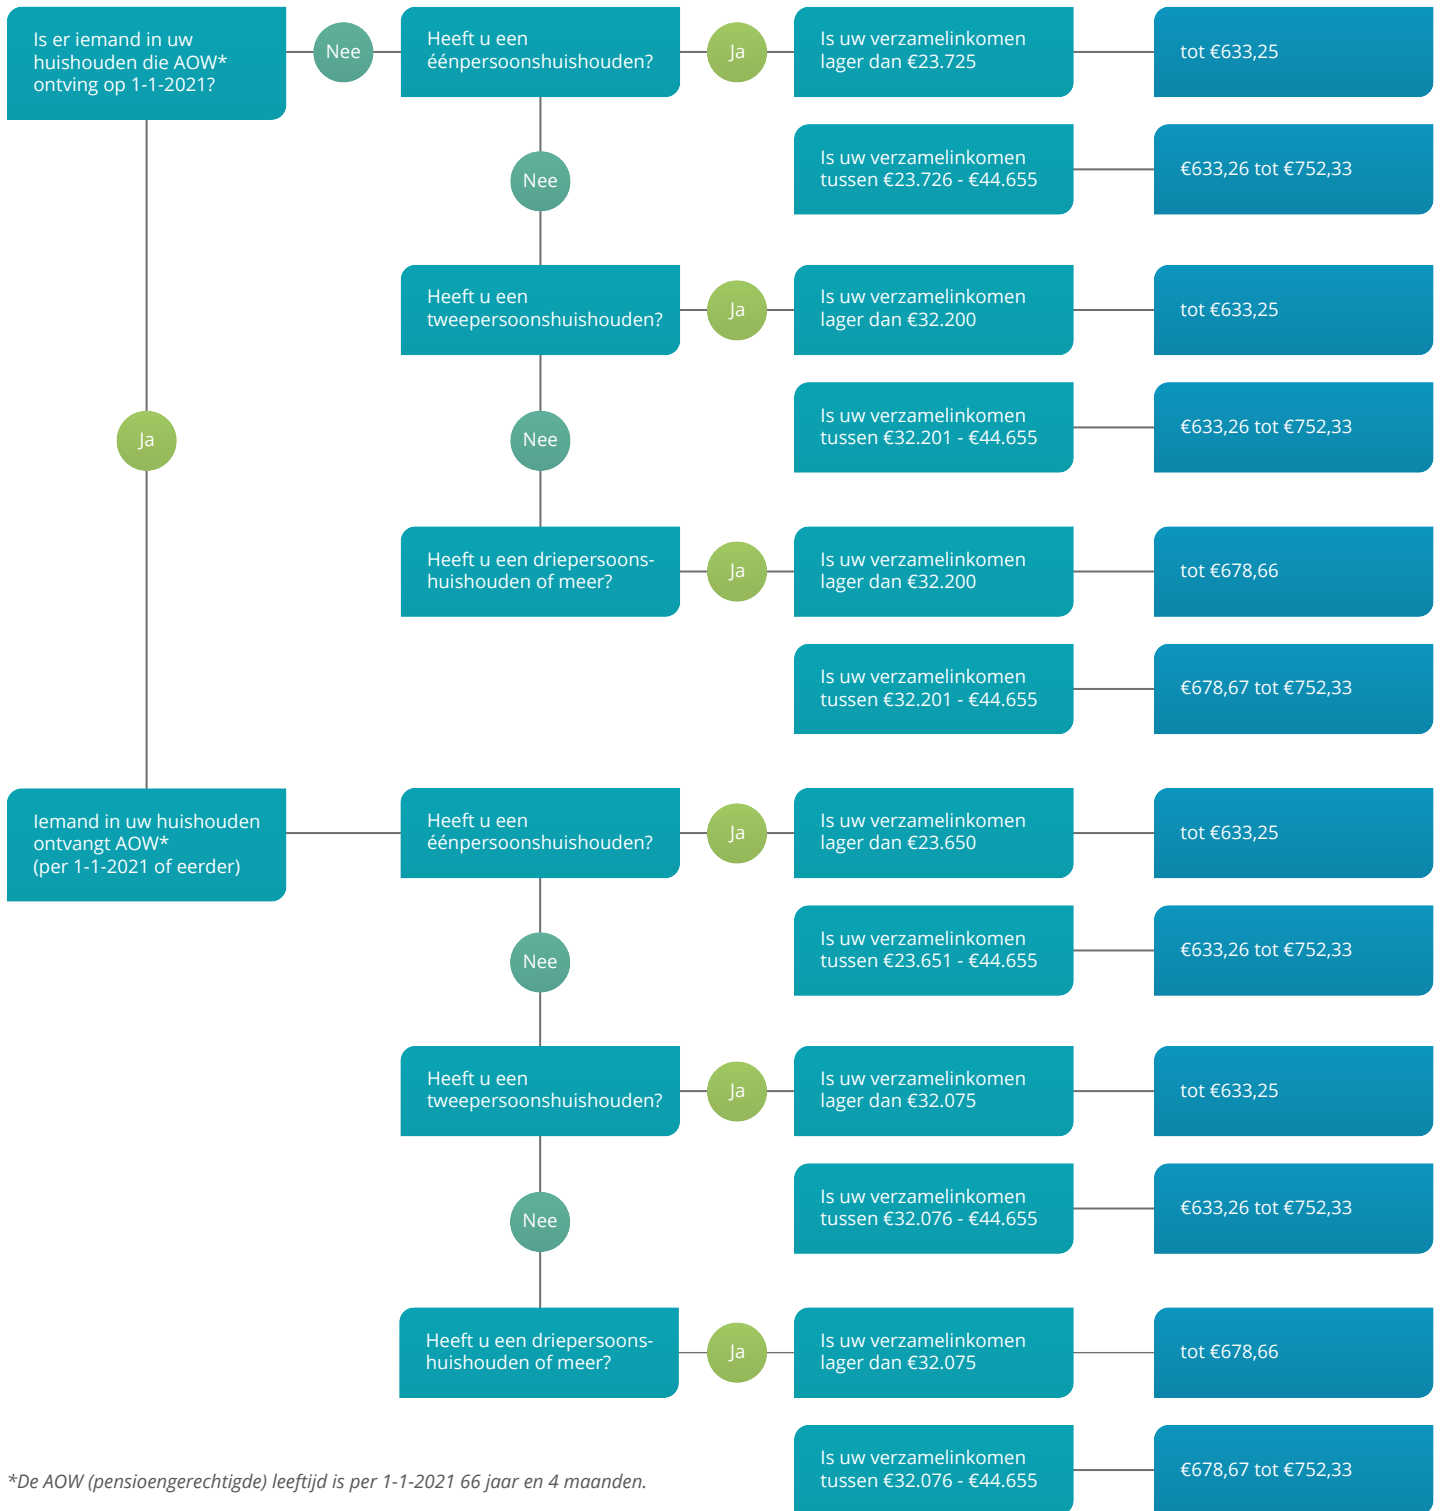 Is er iemand in uw
huishouden die AOW*
ontving op 1-1-2021?
Nee
Heeft u een
éénpersoonshuishouden?
Ja
Is uw verzamelinkomen
lager dan €23.725
tot €633,25
Is uw verzamelinkomen
tussen €23.726 - €44.655
€633,26 tot €752,33
Nee
Heeft u een
tweepersoonshuishouden?
Ja
Is uw verzamelinkomen
lager dan €32.200
tot €633,25
Is uw verzamelinkomen
tussen €32.201 - €44.655
€633,26 tot €752,33
Ja
Nee
Heeft u een driepersoons-
huishouden of meer?
Ja
Is uw verzamelinkomen
lager dan €32.200
tot €678,66
Is uw verzamelinkomen
tussen €32.201 - €44.655
€678,67 tot €752,33
Iemand in uw huishouden
ontvangt AOW*
(per 1-1-2021 of eerder)
Heeft u een
éénpersoonshuishouden?
Ja
Is uw verzamelinkomen
lager dan €23.650
tot €633,25
Is uw verzamelinkomen
tussen €23.651 - €44.655
€633,26 tot €752,33
Nee
Heeft u een
tweepersoonshuishouden?
Ja
Is uw verzamelinkomen
lager dan €32.075
tot €633,25
Is uw verzamelinkomen
tussen €32.076 - €44.655
€633,26 tot €752,33
Nee
Heeft u een driepersoons-
huishouden of meer?
Ja
Is uw verzamelinkomen
lager dan €32.075
tot €678,66
Is uw verzamelinkomen
tussen €32.076 - €44.655
€678,67 tot €752,33
*De AOW (pensioengerechtigde) leeftijd is per 1-1-2021 66 jaar en 4 maanden.